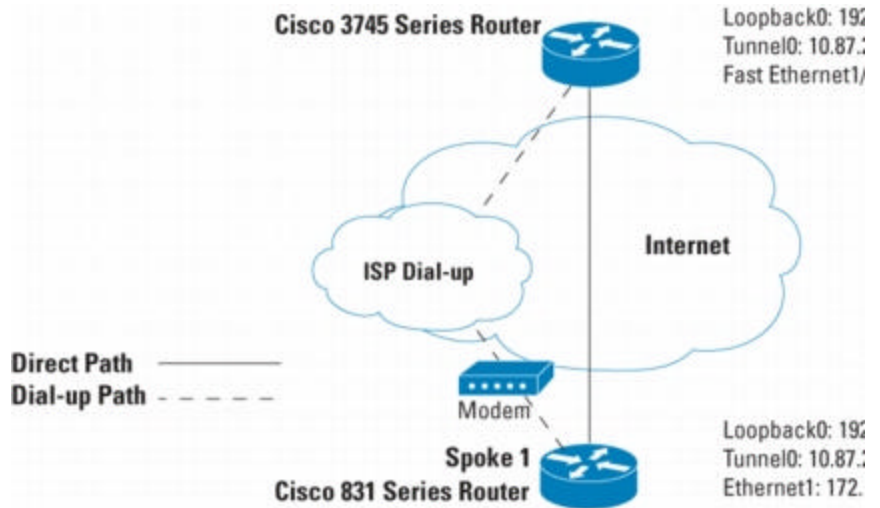 Cisco 3745 Series Router
Loopback0: 192
Tunnel0: 10.87.2
Fast Ethernet1/
Internet
ISP Dial-up
Direct Path
Dial-up Path
Modem
Spoke 1
Cisco 831 Series Router
Loopback0: 192
Tunnel0: 10.87.2
Ethernet1: 172.